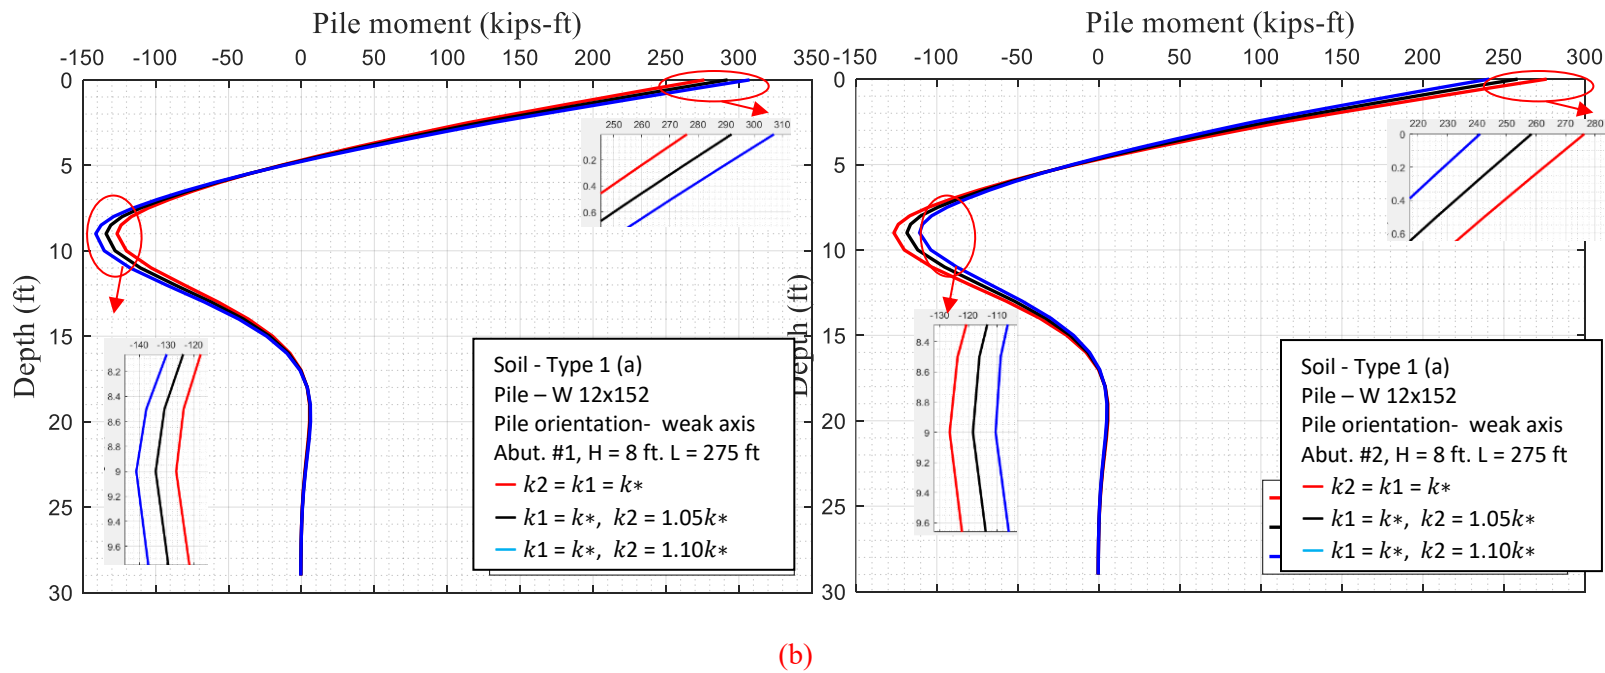 Pile moment (kips-ft)
-150 -100 -50 0 50 100 150 200 250 300 350
0
5
10
15
20
25
30
Depth (ft)
250 260 270 280 290 300 310
0.2
0.4
0.6
-140 -130 -120
8.2
8.4
8.6
8.8
9
9.2
9.4
9.6
Soil - Type 1 (a)
Pile – W 12x152
Pile orientation- weak axis
Abut. #1, H = 8 ft. L = 275 ft
k2 = k1 = k*
k1 = k*, k2 = 1.05k*
k1 = k*, k2 = 1.10k*
Pile moment (kips-ft)
-150 -100 -50 0 50 100 150 200 250 300
0
5
10
15
20
25
30
Depth (ft)
220 230 240 250 260 270 280
0
0.2
0.4
0.6
-130 -120 -110
8.4
8.6
8.8
9
9.2
9.4
9.6
Soil - Type 1 (a)
Pile – W 12x152
Pile orientation- weak axis
Abut. #2, H = 8 ft. L = 275 ft
k2 = k1 = k*
k1 = k*, k2 = 1.05k*
k1 = k*, k2 = 1.10k*
(b)